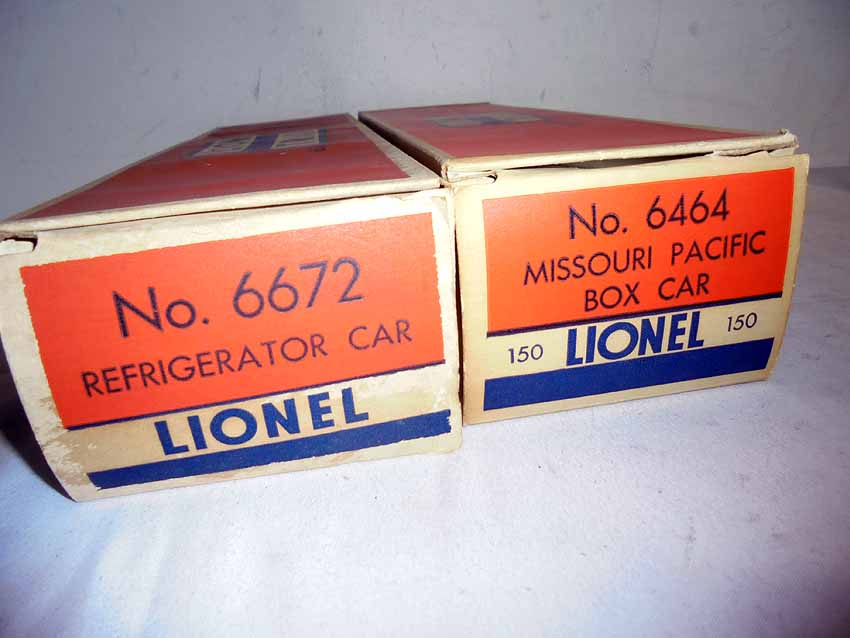 No. 6672
REFRIGERATOR CAR
LIONEL
No. 6464
MISSOURI PACIFIC
BOX CAR
150 LIONEL 150